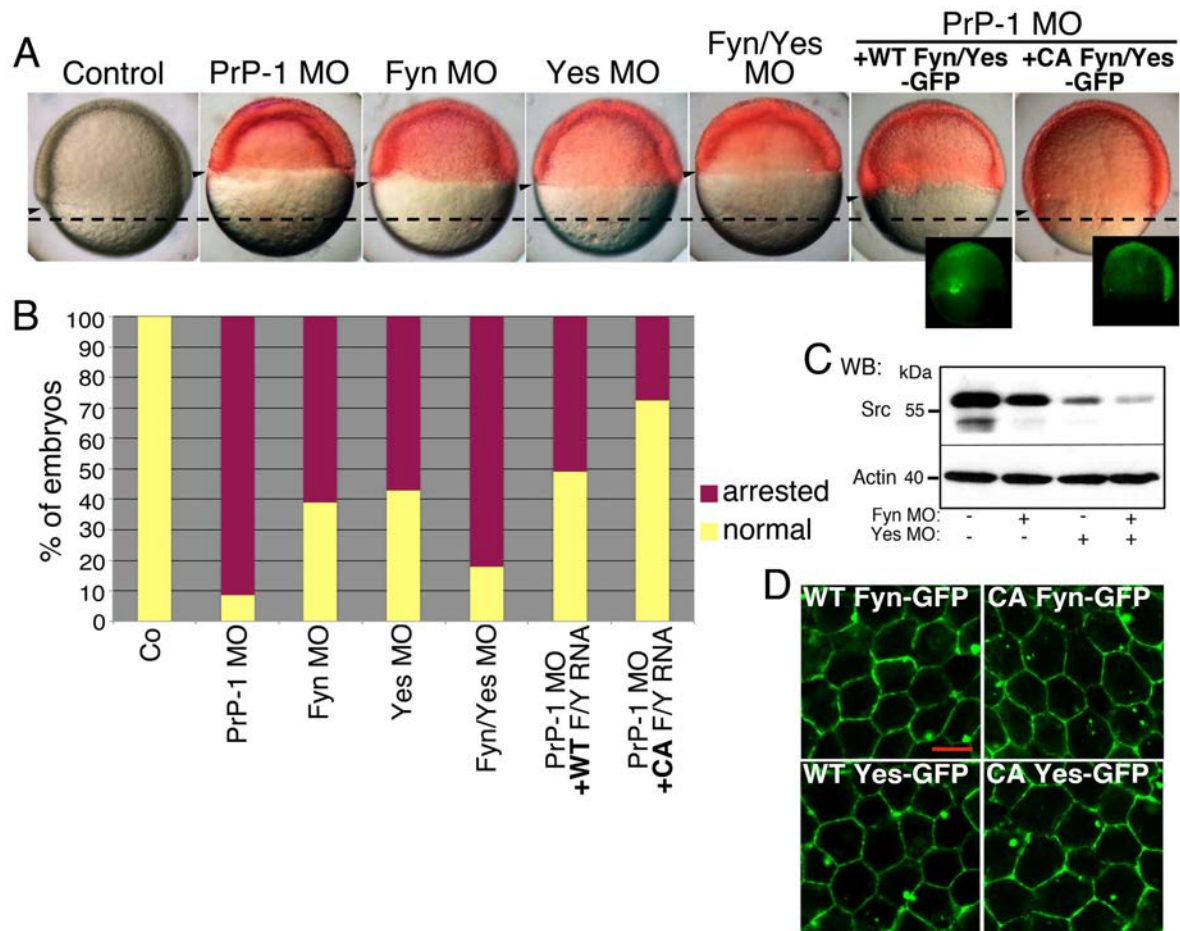 A
Control
PrP-1 MO
Fyn MO
Yes MO
Fyn/Yes
MO
PrP-1 MO
+WT Fyn/Yes
-GFP
+CA Fyn/Yes
-GFP
B
% of embryos
100
90
80
70
60
50
40
30
20
10
0
Co
PrP-1 MO
Fyn MO
Yes MO
Fyn/Yes MO
PrP-1 MO
+WT F/Y RNA
PrP-1 MO
+CA F/Y RNA
arrested
normal
C
WB:
kDa
Src
55
Actin 40
Fyn MO: - + - +
Yes MO: - - + +
D
WT Fyn-GFP
CA Fyn-GFP
WT Yes-GFP
CA Yes-GFP